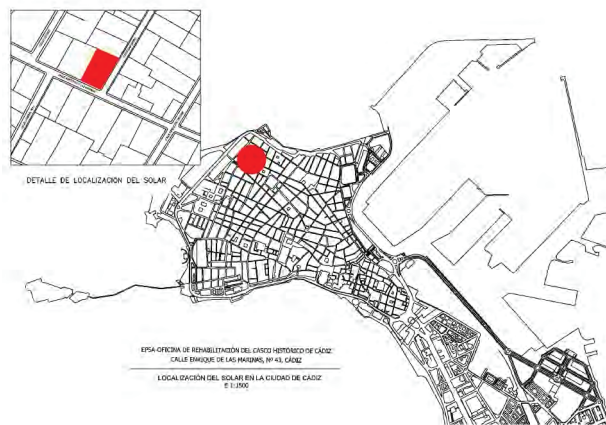 DETALLE DE LOCALIZACIÓN DEL SOLAR
EPSA-OFICINA DE REHABILITACIÓN DEL CASCO HISTÓRICO DE CÁDIZ
CALLE ENRIQUE DE LAS MARINAS, Nº 43, CÁDIZ
LOCALIZACIÓN DEL SOLAR EN LA CIUDAD DE CÁDIZ
E 1:1500